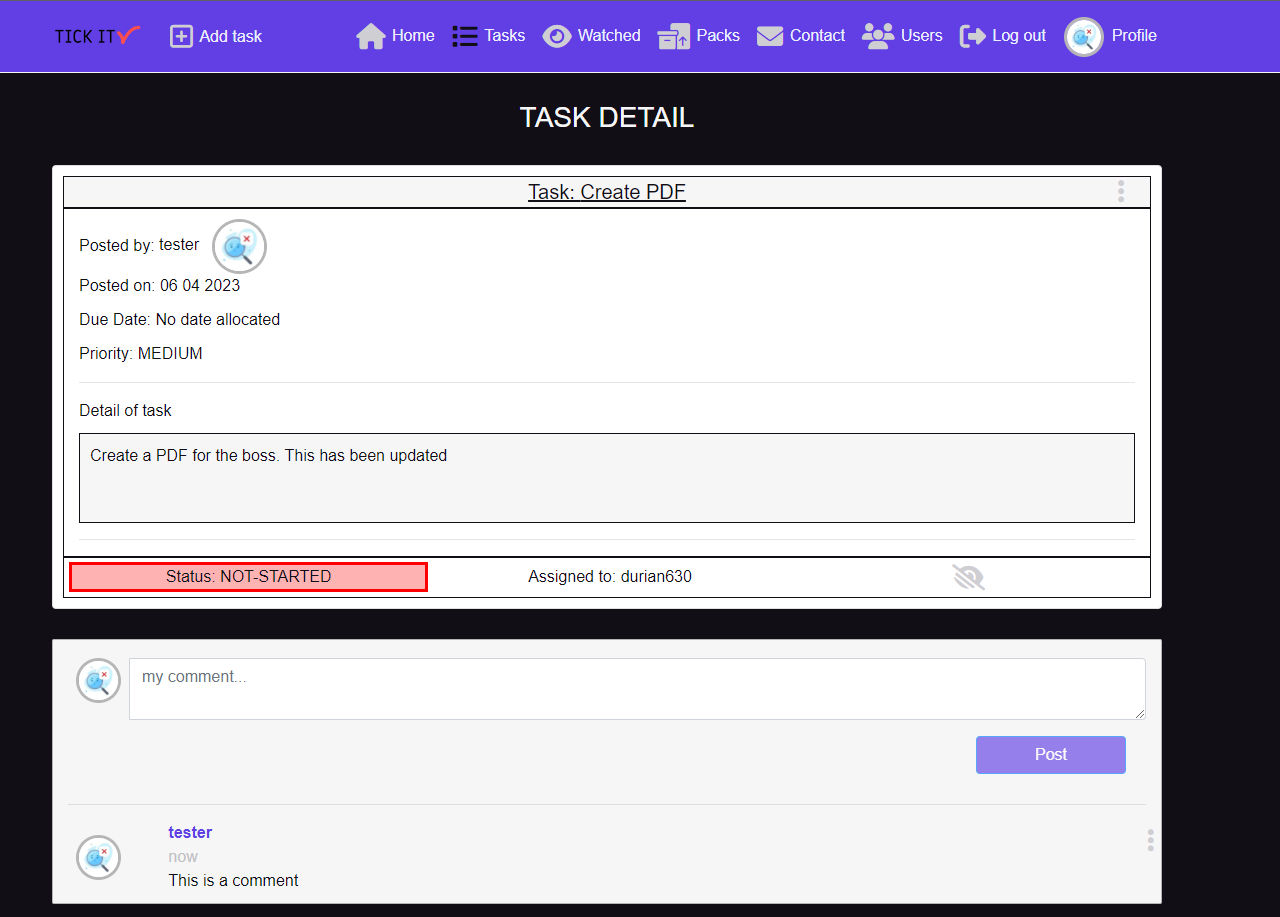 TICK IT Add task Home Tasks Watched Packs Contact Users Log out Profile
TASK DETAIL
Task: Create PDF
Posted by: tester
Posted on: 06 04 2023
Due Date: No date allocated
Priority: MEDIUM
Detail of task
Create a PDF for the boss. This has been updated
Status: NOT-STARTED Assigned to: durian630
my comment...
Post
tester
now
This is a comment